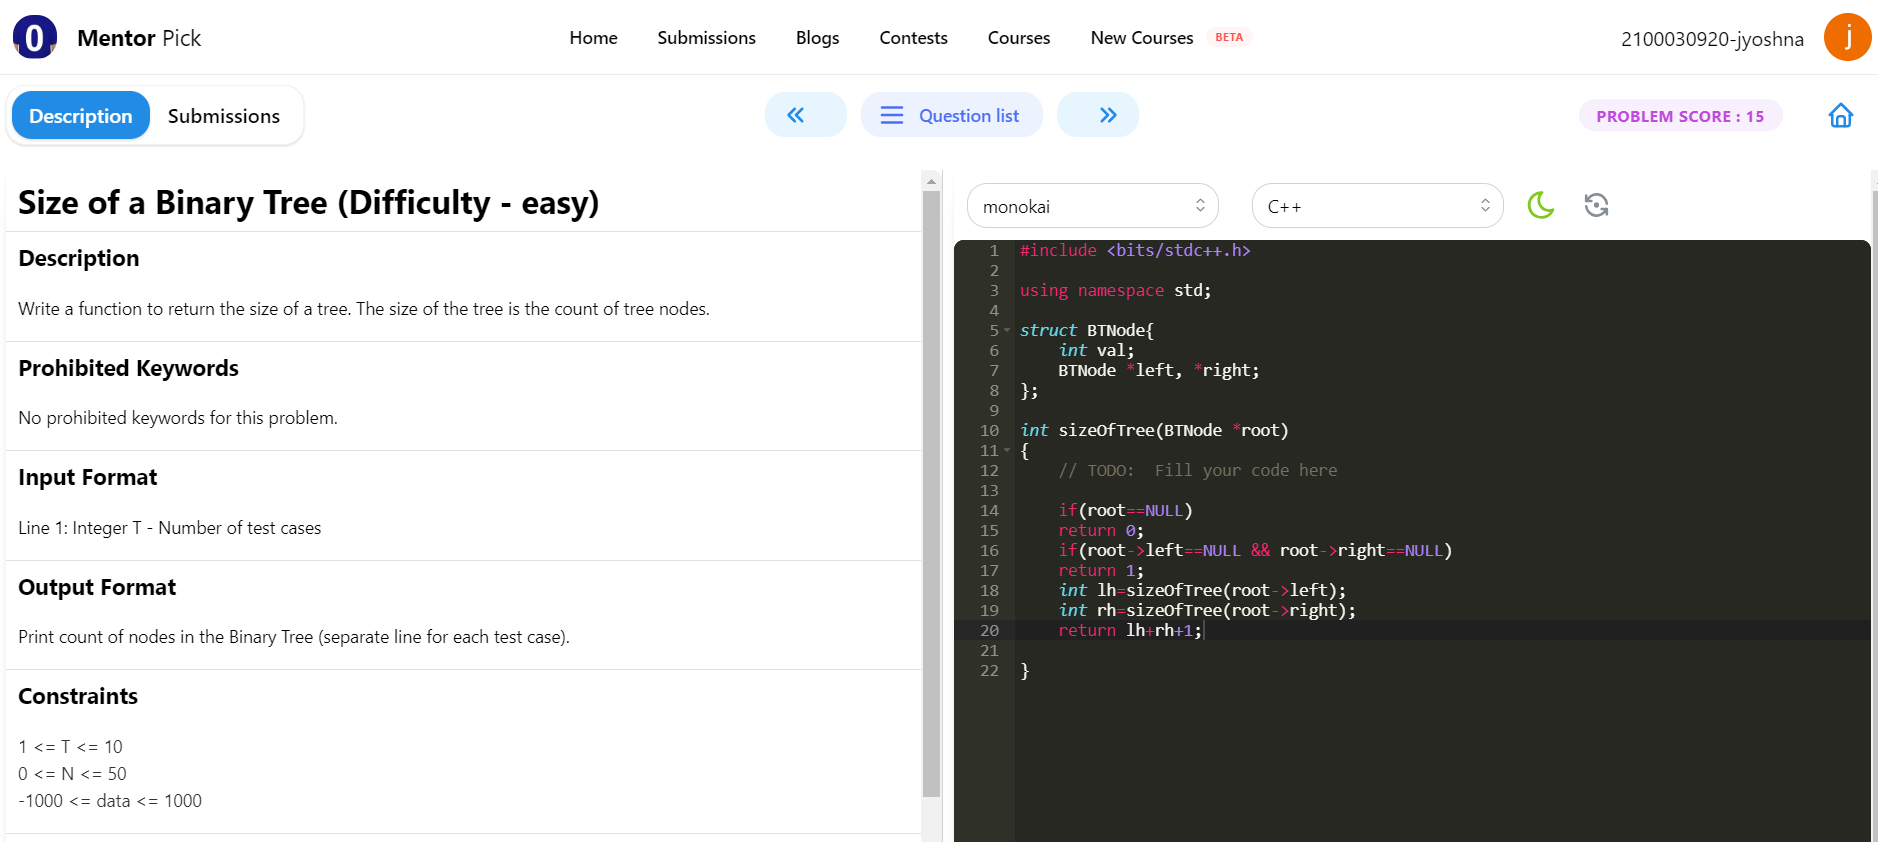 0 Mentor Pick Home Submissions Blogs Contests Courses New Courses BETA 2100030920-jyoshna j
Description Submissions Question list PROBLEM SCORE : 15
Size of a Binary Tree (Difficulty - easy)
Description
Write a function to return the size of a tree. The size of the tree is the count of tree nodes.
Prohibited Keywords
No prohibited keywords for this problem.
Input Format
Line 1: Integer T - Number of test cases
Output Format
Print count of nodes in the Binary Tree (separate line for each test case).
Constraints
1 <= T <= 10
0 <= N <= 50
-1000 <= data <= 1000
monokai C++
1 #include <bits/stdc++.h>
2
3 using namespace std;
4
5 struct BTNode{
6     int val;
7     BTNode *left, *right;
8 };
9
10 int sizeOfTree(BTNode *root)
11 {
12     // TODO:  Fill your code here
13
14     if(root==NULL)
15     return 0;
16     if(root->left==NULL && root->right==NULL)
17     return 1;
18     int lh=sizeOfTree(root->left);
19     int rh=sizeOfTree(root->right);
20     return lh+rh+1;
21
22 }